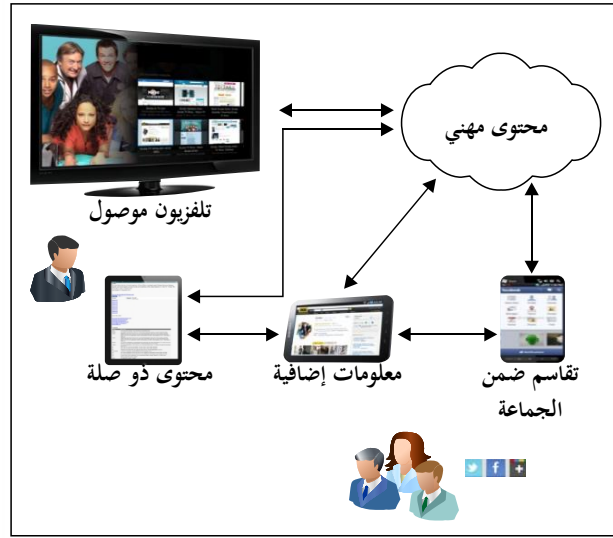 محتوى مهني
تلفزيون موصول
محتوى ذو صلة
معلومات إضافية
تقاسم ضمن
الجماعة